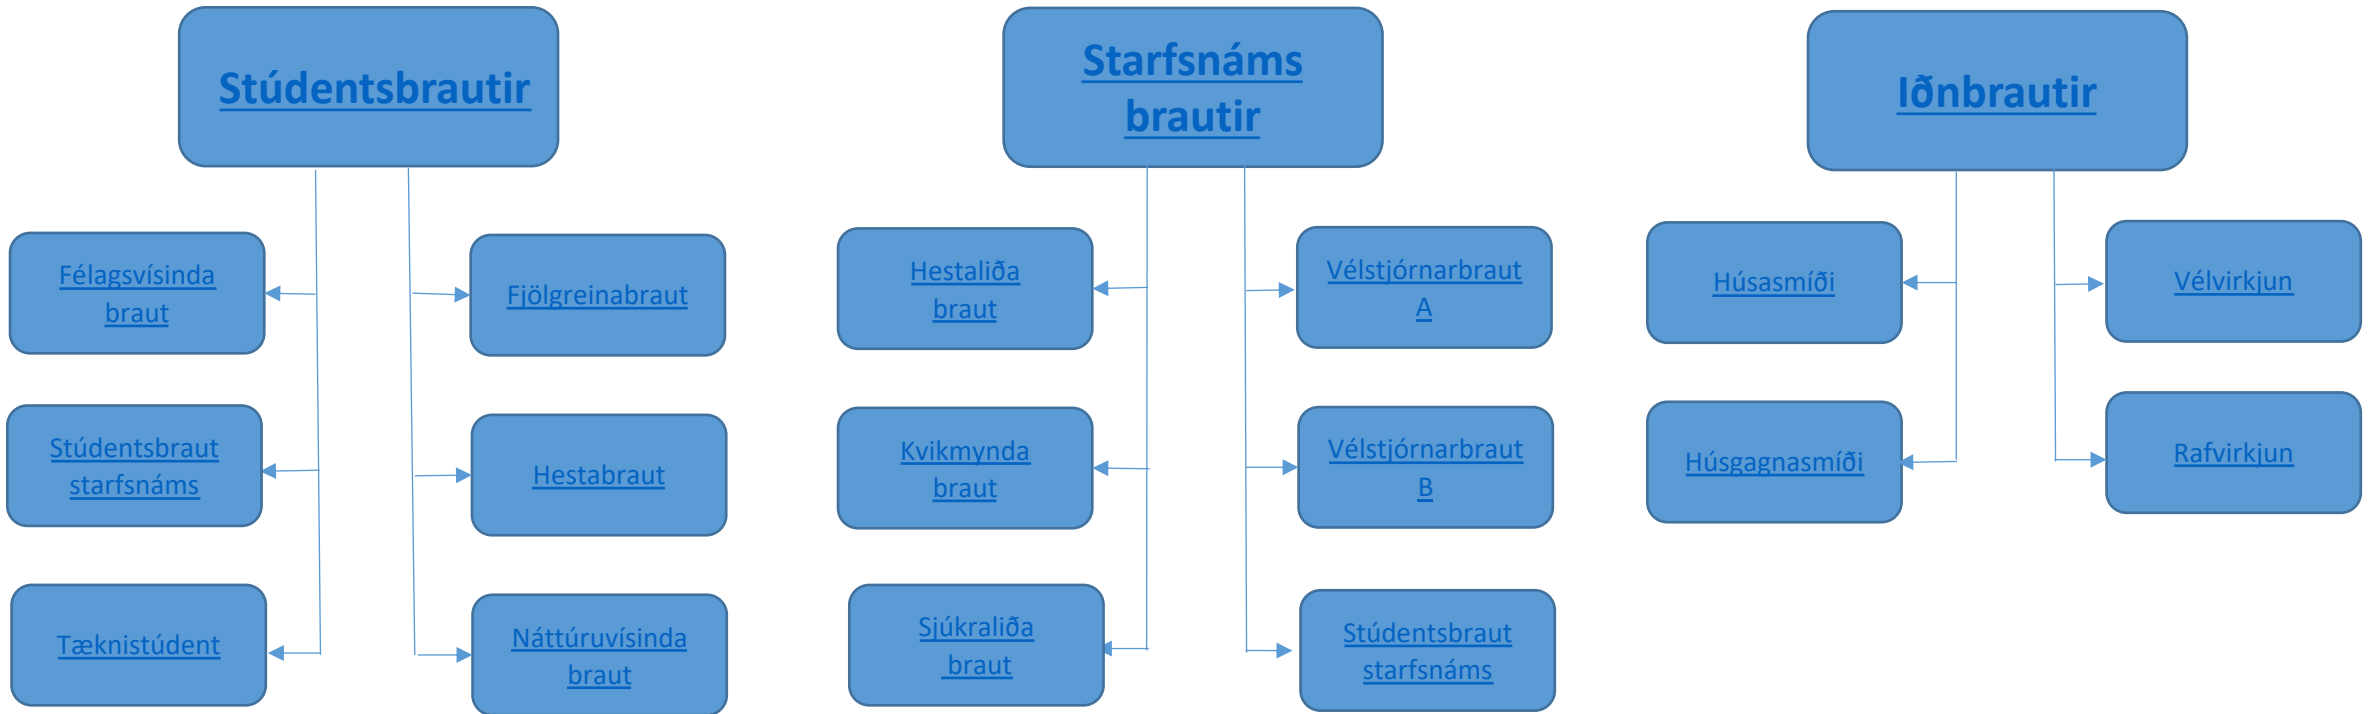 Stúdentsbrautir
Félagsvísinda
braut
Fjölgreinabraut
Stúdentsbraut
starfsnáms
Hestabraut
Tæknistúdent
Náttúruvísinda
braut
Starfsnáms
brautir
Hestaliða
braut
Vélstjórnarbraut
A
Kvikmynda
braut
Vélstjórnarbraut
B
Sjúkraliða
braut
Stúdentsbraut
starfsnáms
Iðnbrautir
Húsasmíði
Vélvirkjun
Húsgagnasmíði
Rafvirkjun